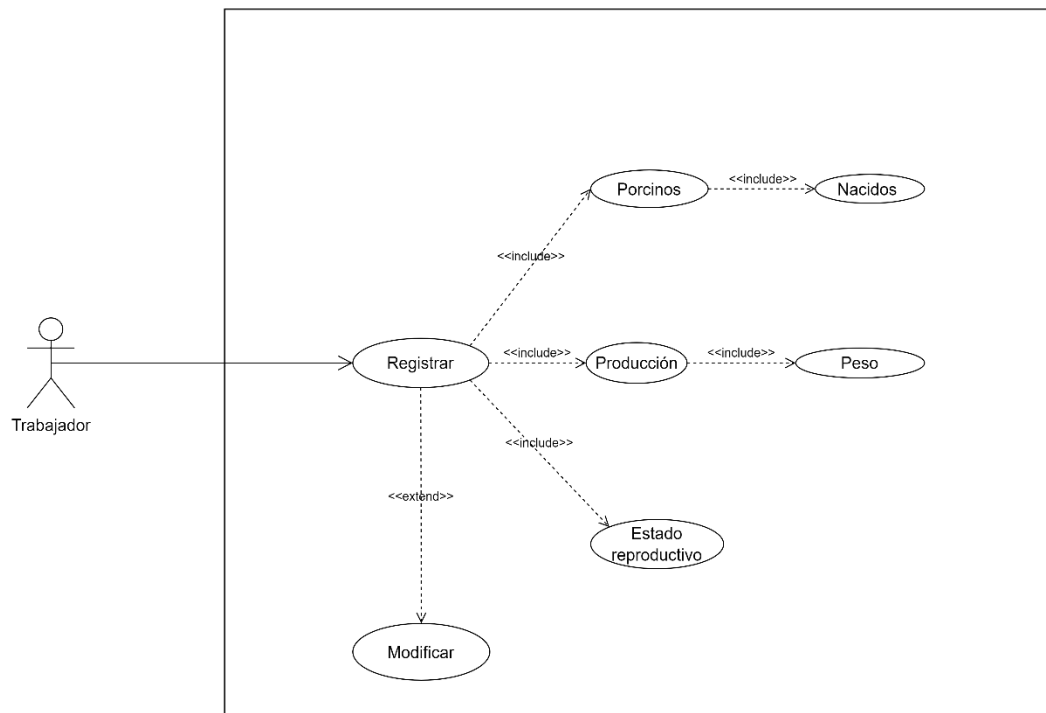 Porcinos
<<include>>
Nacidos
<<include>>
Trabajador
Registrar
<<include>>
Producción
<<include>>
Peso
<<include>>
<<extend>>
Estado
reproductivo
Modificar